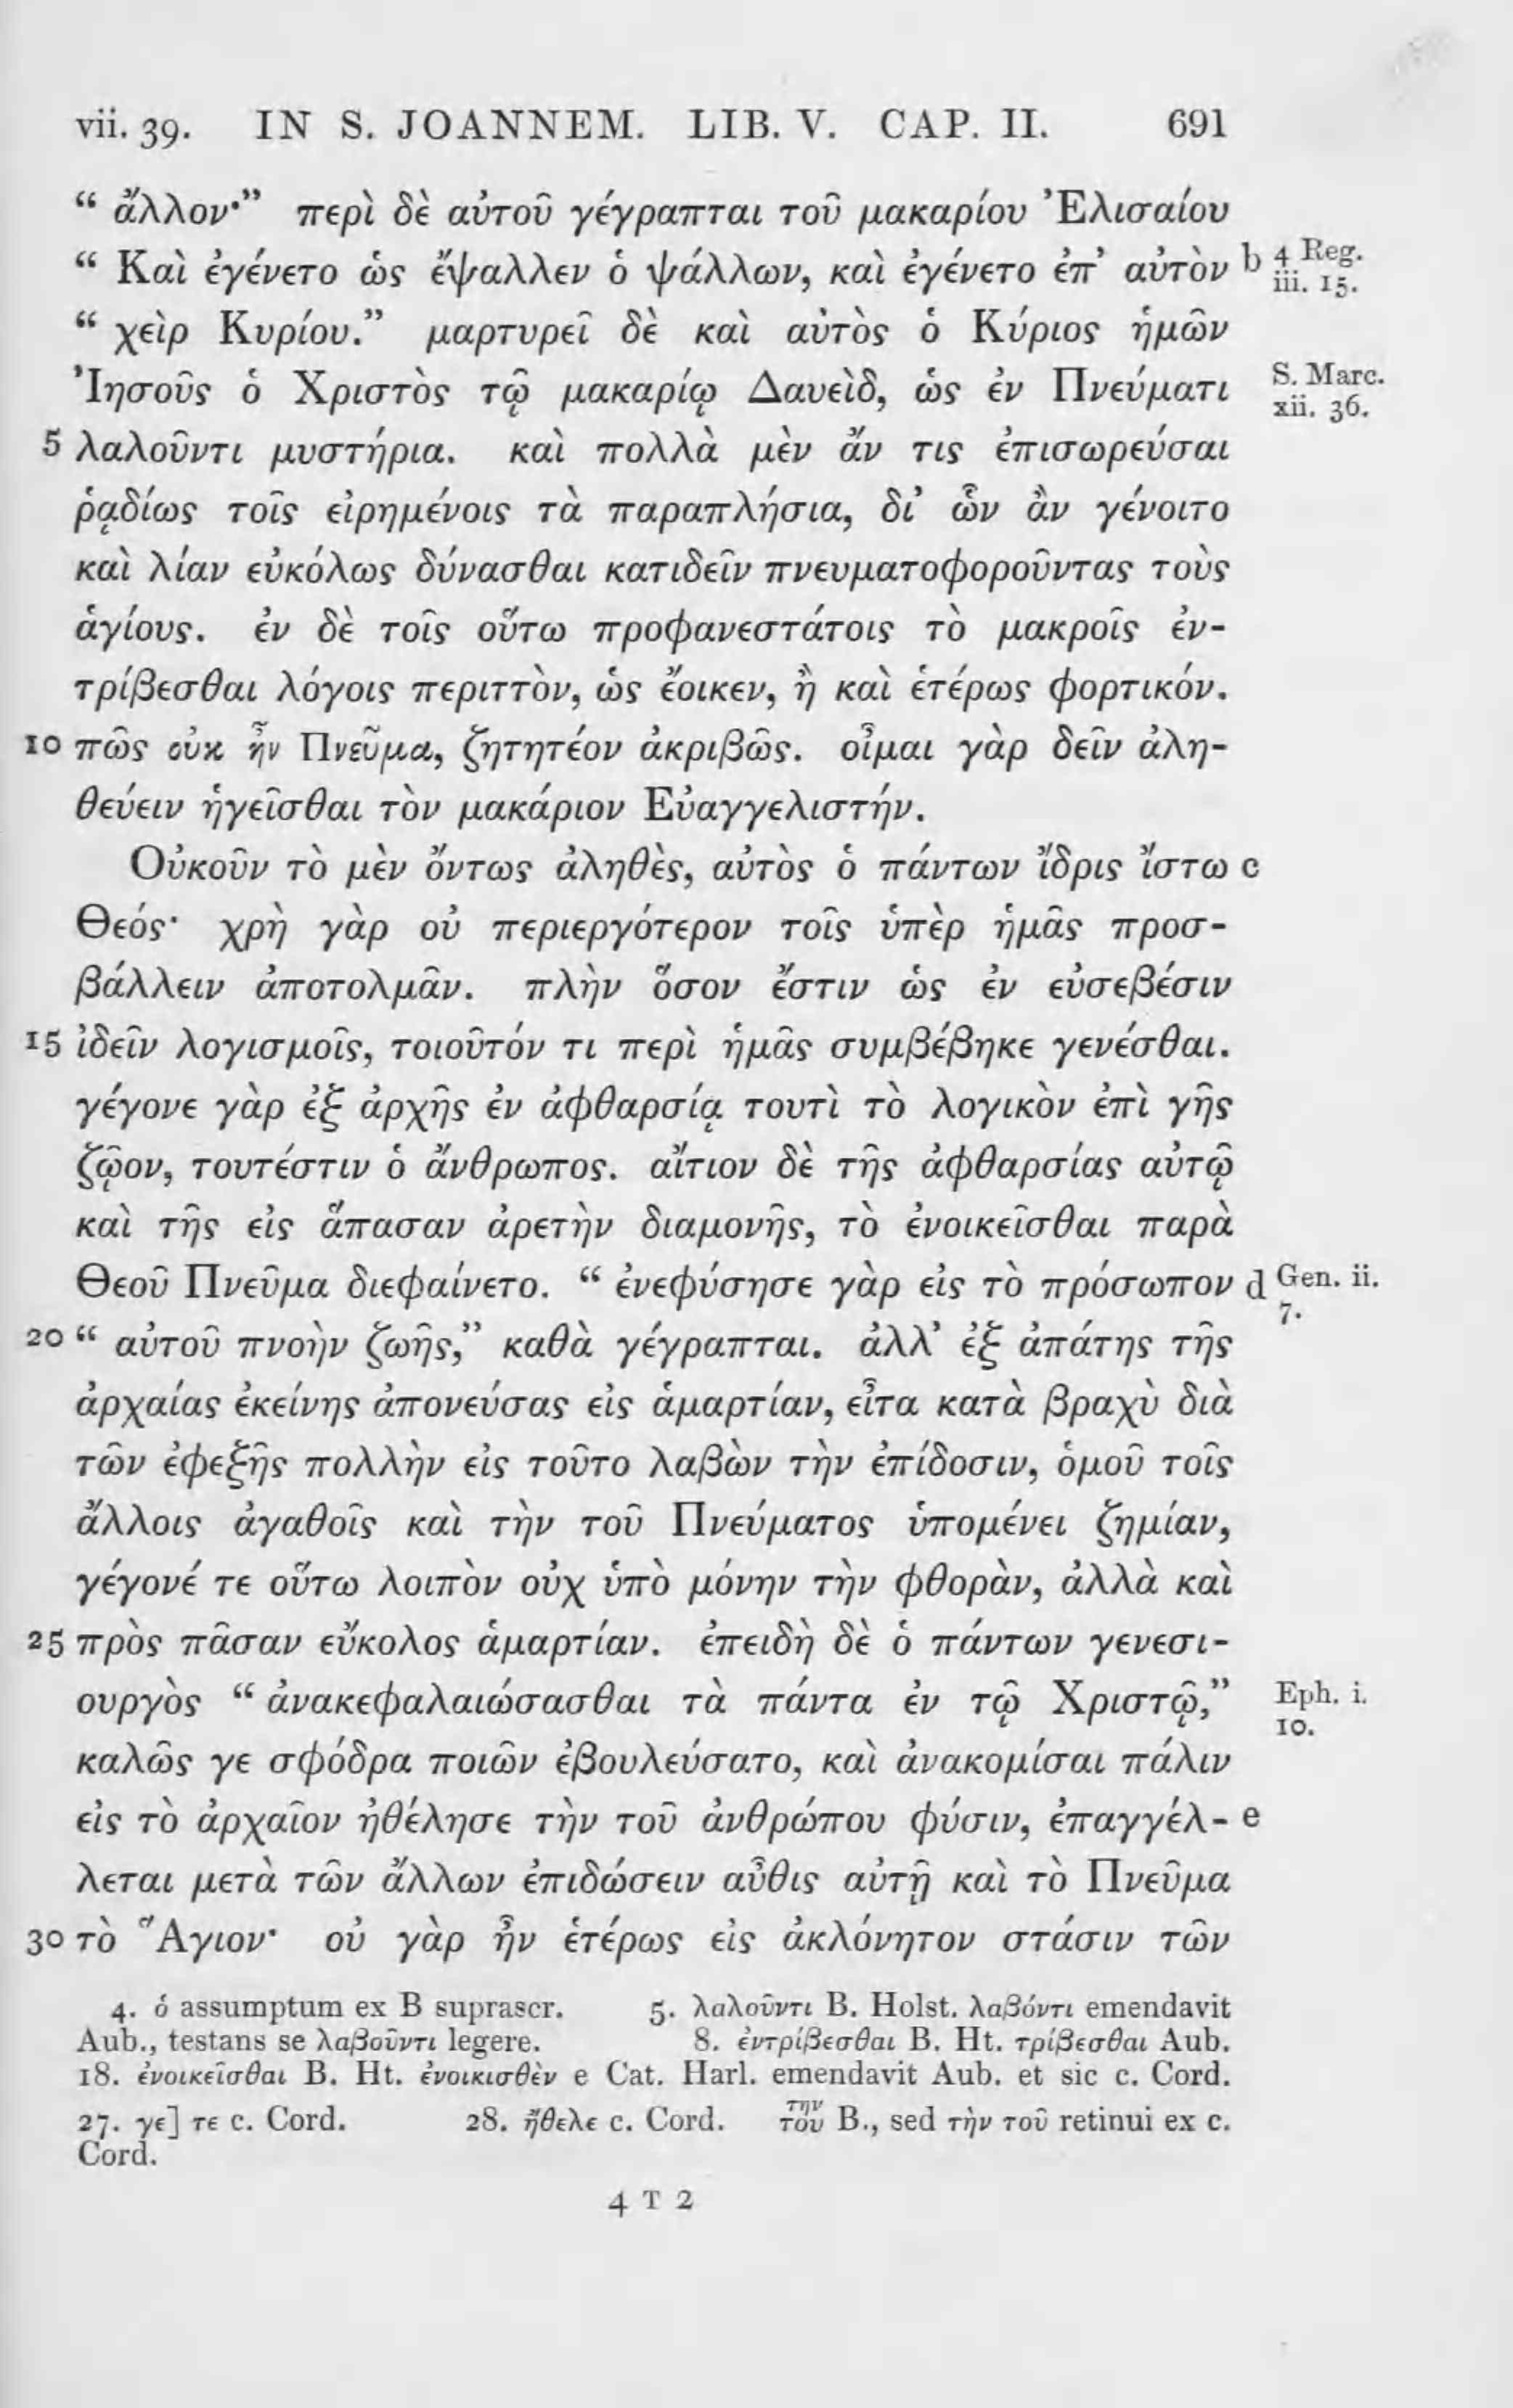 vii. 39. IN S. JOANNEM. LIB. V. CAP. II. 691
“ ἄλλον·” περὶ δὲ αὐτοῦ γέγραπται τοῦ μακαρίου Ἐλισαίου
“ Καὶ ἐγένετο ὡς ἔψαλλεν ὁ ψάλλων, καὶ ἐγένετο ἐπ’ αὐτὸν b 4 Reg. iii. 15.
“ χεὶρ Κυρίου.” μαρτυρεῖ δὲ καὶ αὐτὸς ὁ Κύριος ἡμῶν
Ἰησοῦς ὁ Χριστὸς τῷ μακαρίῳ Δαυεὶδ, ὡς ἐν Πνεύματι S. Marc. xii. 36.
5 λαλοῦντι μυστήρια. καὶ πολλὰ μὲν ἄν τις ἐπισωρεύσαι
ῥᾳδίως τοῖς εἰρημένοις τὰ παραπλήσια, δι’ ὧν ἂν γένοιτο
καὶ λίαν εὐκόλως δύνασθαι κατιδεῖν πνευματοφοροῦντας τοὺς
ἁγίους. ἐν δὲ τοῖς οὕτω προφανεστάτοις τὸ μακροῖς ἐν-
τρίβεσθαι λόγοις περιττὸν, ὡς ἔοικεν, ἢ καὶ ἑτέρως φορτικόν.
10 πῶς οὐκ ἦν Πνεῦμα, ζητητέον ἀκριβῶς. οἶμαι γὰρ δεῖν ἀλη-
θεύειν ἡγεῖσθαι τὸν μακάριον Εὐαγγελιστήν.
Οὐκοῦν τὸ μὲν ὄντως ἀληθὲς, αὐτὸς ὁ πάντων ἴδρις ἴστω c
Θεός· χρὴ γὰρ οὐ περιεργότερον τοῖς ὑπὲρ ἡμᾶς προσ-
βάλλειν ἀποτολμᾶν. πλὴν ὅσον ἔστιν ὡς ἐν εὐσεβέσιν
15 ἰδεῖν λογισμοῖς, τοιοῦτόν τι περὶ ἡμᾶς συμβέβηκε γενέσθαι.
γέγονε γὰρ ἐξ ἀρχῆς ἐν ἀφθαρσίᾳ τουτὶ τὸ λογικὸν ἐπὶ γῆς
ζῷον, τουτέστιν ὁ ἄνθρωπος. αἴτιον δὲ τῆς ἀφθαρσίας αὐτῷ
καὶ τῆς εἰς ἅπασαν ἀρετὴν διαμονῆς, τὸ ἐνοικεῖσθαι παρὰ
Θεοῦ Πνεῦμα διεφαίνετο. “ ἐνεφύσησε γὰρ εἰς τὸ πρόσωπον d Gen. ii. 7.
20 “ αὐτοῦ πνοὴν ζωῆς,” καθὰ γέγραπται. ἀλλ’ ἐξ ἀπάτης τῆς
ἀρχαίας ἐκείνης ἀπονεύσας εἰς ἁμαρτίαν, εἶτα κατὰ βραχὺ διὰ
τῶν ἐφεξῆς πολλὴν εἰς τοῦτο λαβὼν τὴν ἐπίδοσιν, ὁμοῦ τοῖς
ἄλλοις ἀγαθοῖς καὶ τὴν τοῦ Πνεύματος ὑπομένει ζημίαν,
γέγονέ τε οὕτω λοιπὸν οὐχ ὑπὸ μόνην τὴν φθορὰν, ἀλλὰ καὶ
25 πρὸς πᾶσαν εὔκολος ἁμαρτίαν. ἐπειδὴ δὲ ὁ πάντων γενεσι-
ουργὸς “ ἀνακεφαλαιώσασθαι τὰ πάντα ἐν τῷ Χριστῷ,” Eph. i. 10.
καλῶς γε σφόδρα ποιῶν ἐβουλεύσατο, καὶ ἀνακομίσαι πάλιν
εἰς τὸ ἀρχαῖον ἠθέλησε τὴν τοῦ ἀνθρώπου φύσιν, ἐπαγγέλ- e
λεται μετὰ τῶν ἄλλων ἐπιδώσειν αὖθις αὐτῇ καὶ τὸ Πνεῦμα
30 τὸ Ἅγιον· οὐ γὰρ ἦν ἑτέρως εἰς ἀκλόνητον στάσιν τῶν
4. ὁ assumptum ex B suprascr. 5. λαλοῦντι B. Holst. λαβόντι emendavit
Aub., testans se λαβοῦντι legere. 8. ἐντρίβεσθαι B. Ht. τρίβεσθαι Aub.
18. ἐνοικεῖσθαι B. Ht. ἐνοικισθὲν e Cat. Harl. emendavit Aub. et sic c. Cord.
27. γε] τε c. Cord. 28. ἤθελε c. Cord. την τοῦ B., sed τὴν τοῦ retinui ex c.
Cord.
4 T 2